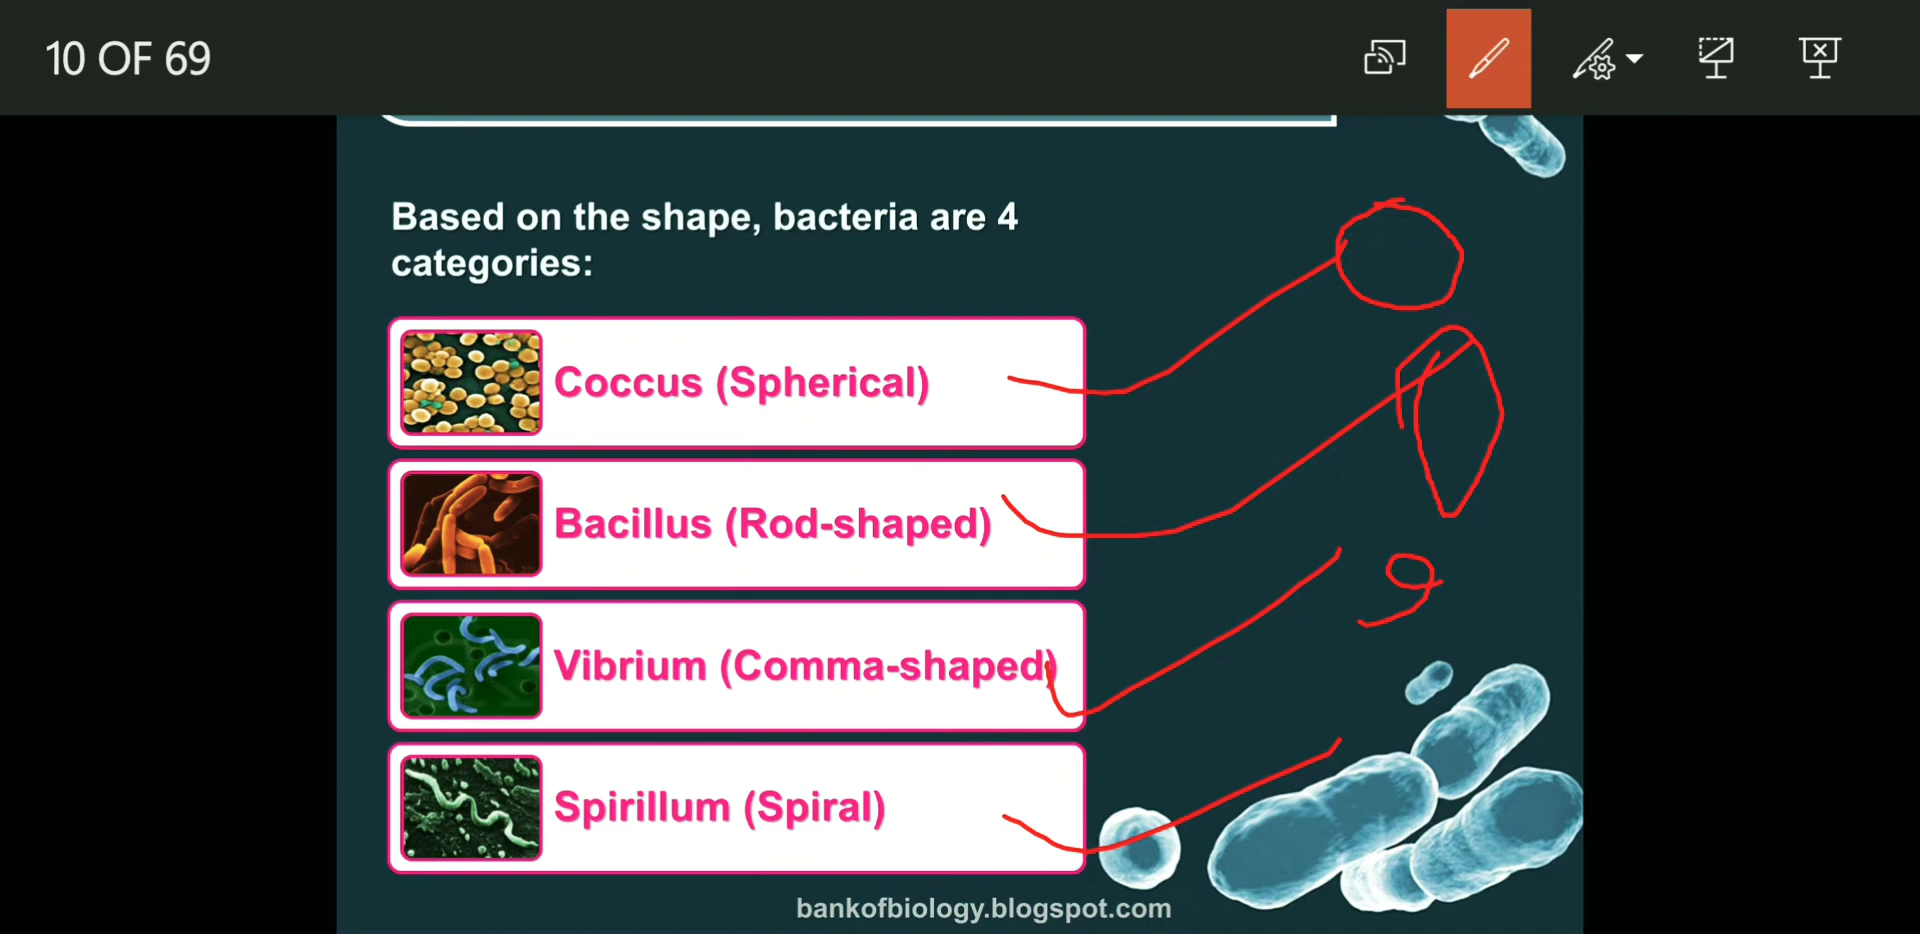 10 OF 69
Based on the shape, bacteria are 4
categories:
Coccus (Spherical)
Bacillus (Rod-shaped)
Vibrium (Comma-shaped)
Spirillum (Spiral)
bankofbiology.blogspot.com